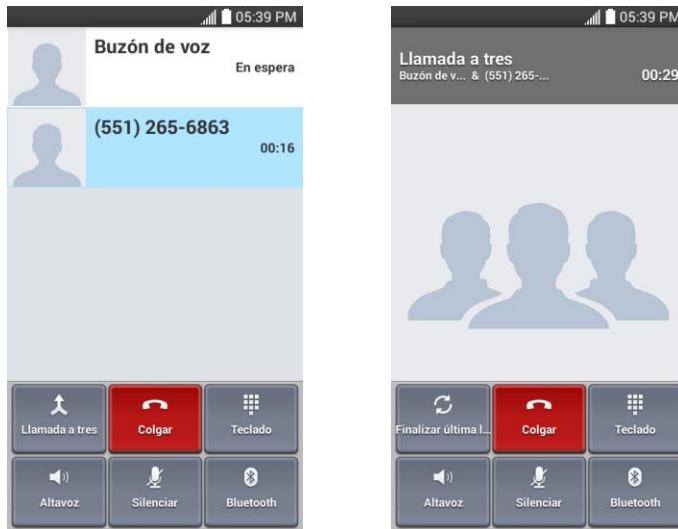 05:39 PM
Buzón de voz
En espera
(551) 265-6863
00:16
Llamada a tres
Colgar
Teclado
Altavoz
Silenciar
Bluetooth
05:39 PM
Llamada a tres
Buzón de v... & (551) 265-...
00:29
Finalizar última l...
Colgar
Teclado
Altavoz
Silenciar
Bluetooth